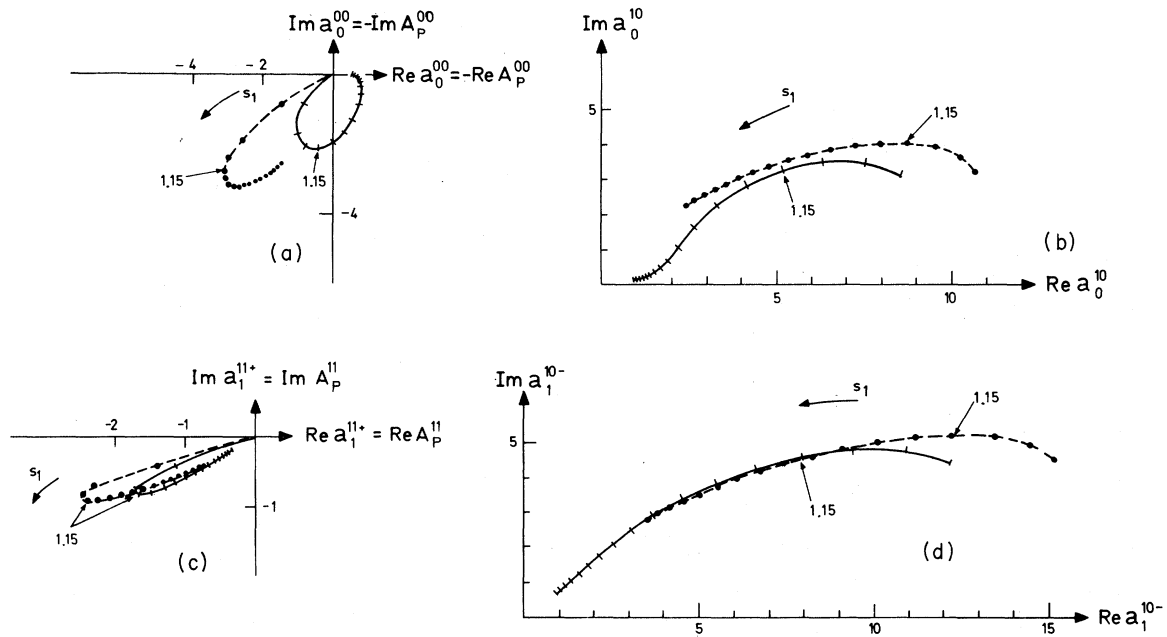 Im a₀⁰⁰ = -Im A_P⁰⁰
-4 -2
Re a₀⁰⁰ = -Re A_P⁰⁰
s₁
1.15
1.15
-4
(a)
Im a₀¹⁰
s₁
5
1.15
1.15
(b)
5 10
Re a₀¹⁰
Im a₁¹¹⁺ = Im A_P¹¹
-2 -1
Re a₁¹¹⁺ = Re A_P¹¹
s₁
-1
1.15
(c)
Im a₁¹⁰⁻
s₁
1.15
5
1.15
(d)
5 10 15
Re a₁¹⁰⁻